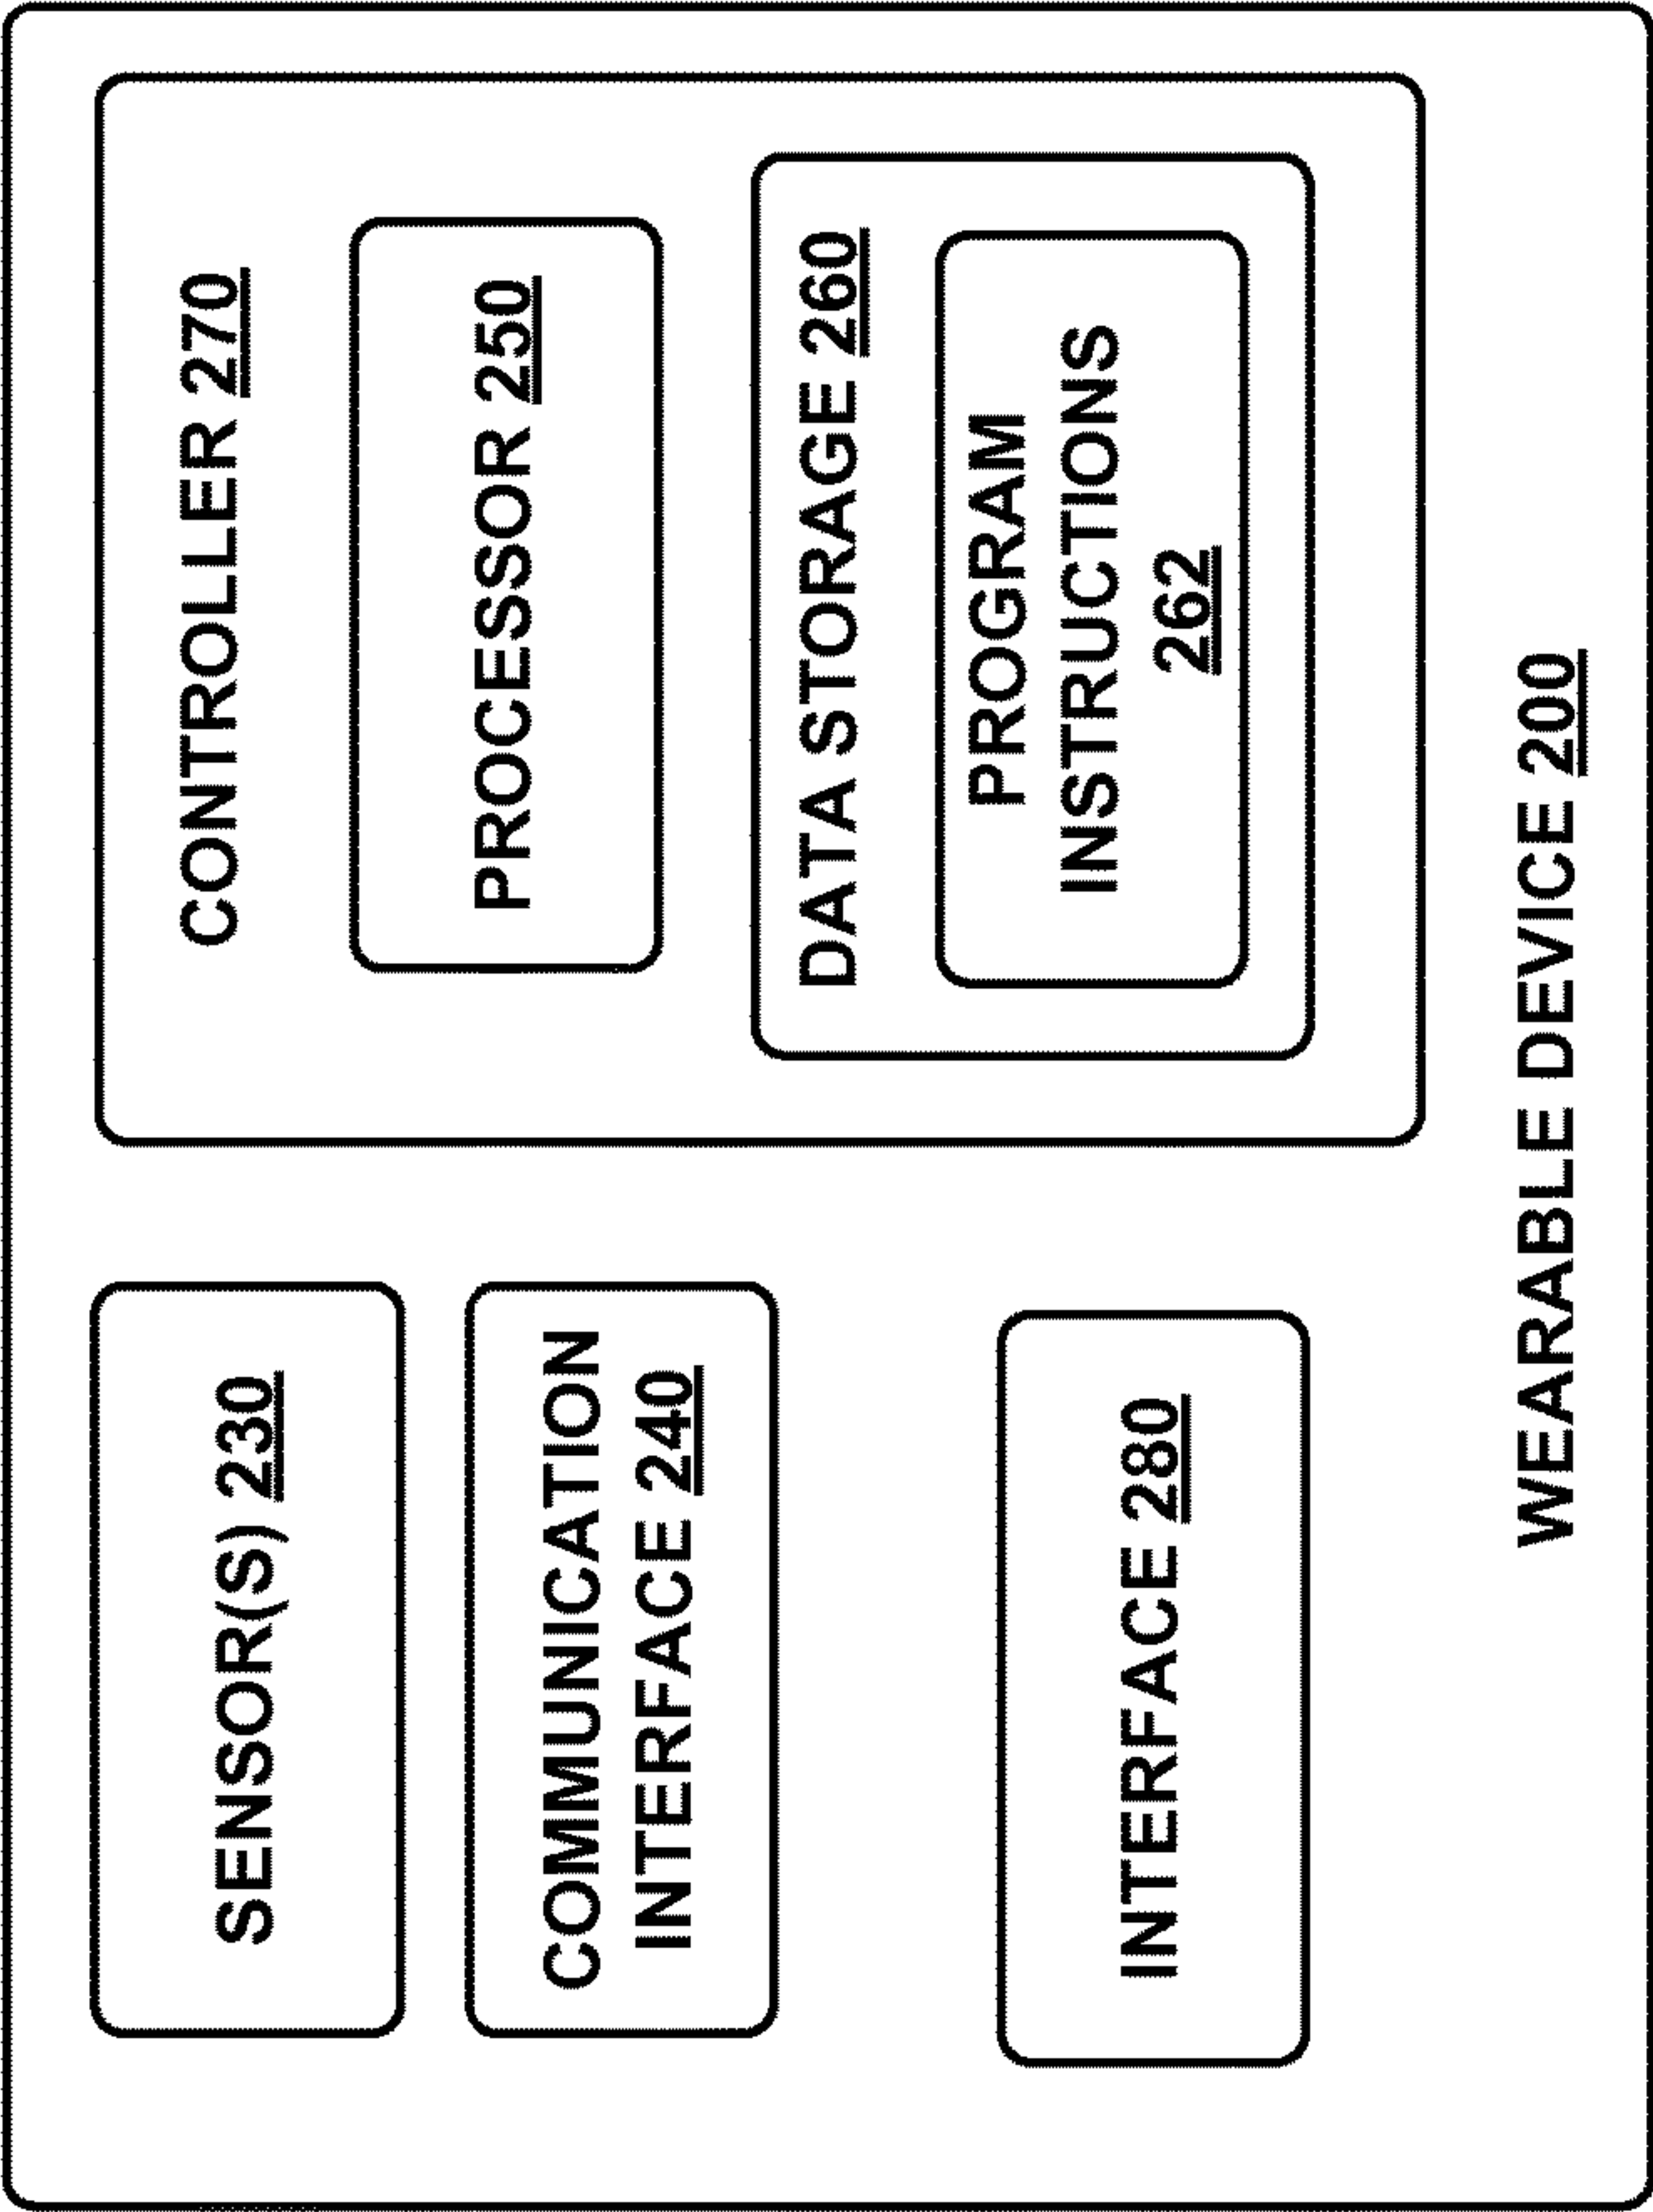 SENSOR(S) 230
COMMUNICATION
INTERFACE 240
INTERFACE 280
CONTROLLER 270
PROCESSOR 250
DATA STORAGE 260
PROGRAM
INSTRUCTIONS
262
WEARABLE DEVICE 200